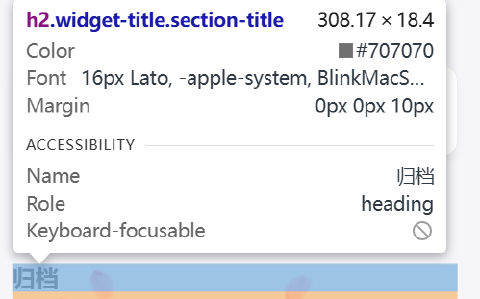 h2.widget-title.section-title 308.17 × 18.4
Color #707070
Font 16px Lato, -apple-system, BlinkMacS...
Margin 0px 0px 10px
ACCESSIBILITY
Name 归档
Role heading
Keyboard-focusable
归档